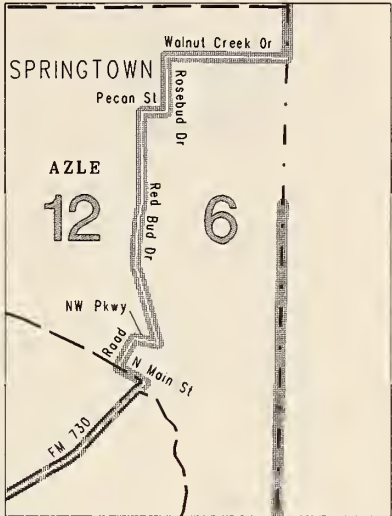 Walnut Creek Dr
SPRINGTOWN
Rosebud Dr
Pecan St
AZLE
12
6
Red Bud Dr
NW Pkwy
Road
N Main St
FM 730